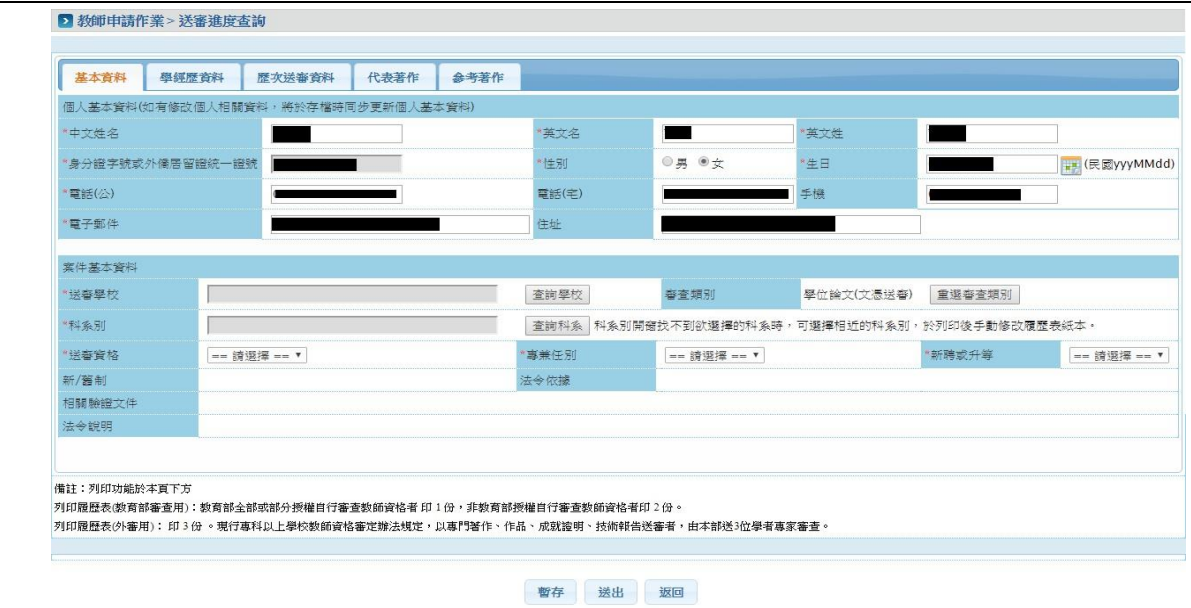 教師申請作業 > 送審進度查詢
基本資料 學經歷資料 歷次送審資料 代表著作 參考著作
個人基本資料(如有修改個人相關資料，將於存檔時同步更新個人基本資料)
*中文姓名 *英文名 *英文姓
*身分證字號或外僑居留證統一證號 *性別 男 女 *生日 (民國yyyMMdd)
*電話(公) 電話(宅) 手機
*電子郵件 住址
案件基本資料
*送審學校 查詢學校 審查類別 學位論文(文憑送審) 重選審查類別
*科系別 查詢科系 科系別開窗找不到欲選擇的科系時，可選擇相近的科系別，於列印後手動修改履歷表紙本。
*送審資格 == 請選擇 == *專兼任別 == 請選擇 == *新聘或升等 == 請選擇 ==
新/舊制 法令依據
相關驗證文件
法令說明
備註：列印功能於本頁下方
列印履歷表(教育部審查用)：教育部全部或部分授權自行審查教師資格者 印 1 份，非教育部授權自行審查教師資格者印 2 份。
列印履歷表(外審用)： 印 3 份 。現行專科以上學校教師資格審定辦法規定，以專門著作、作品、成就證明、技術報告送審者，由本部送3位學者專家審查。
暫存 送出 返回